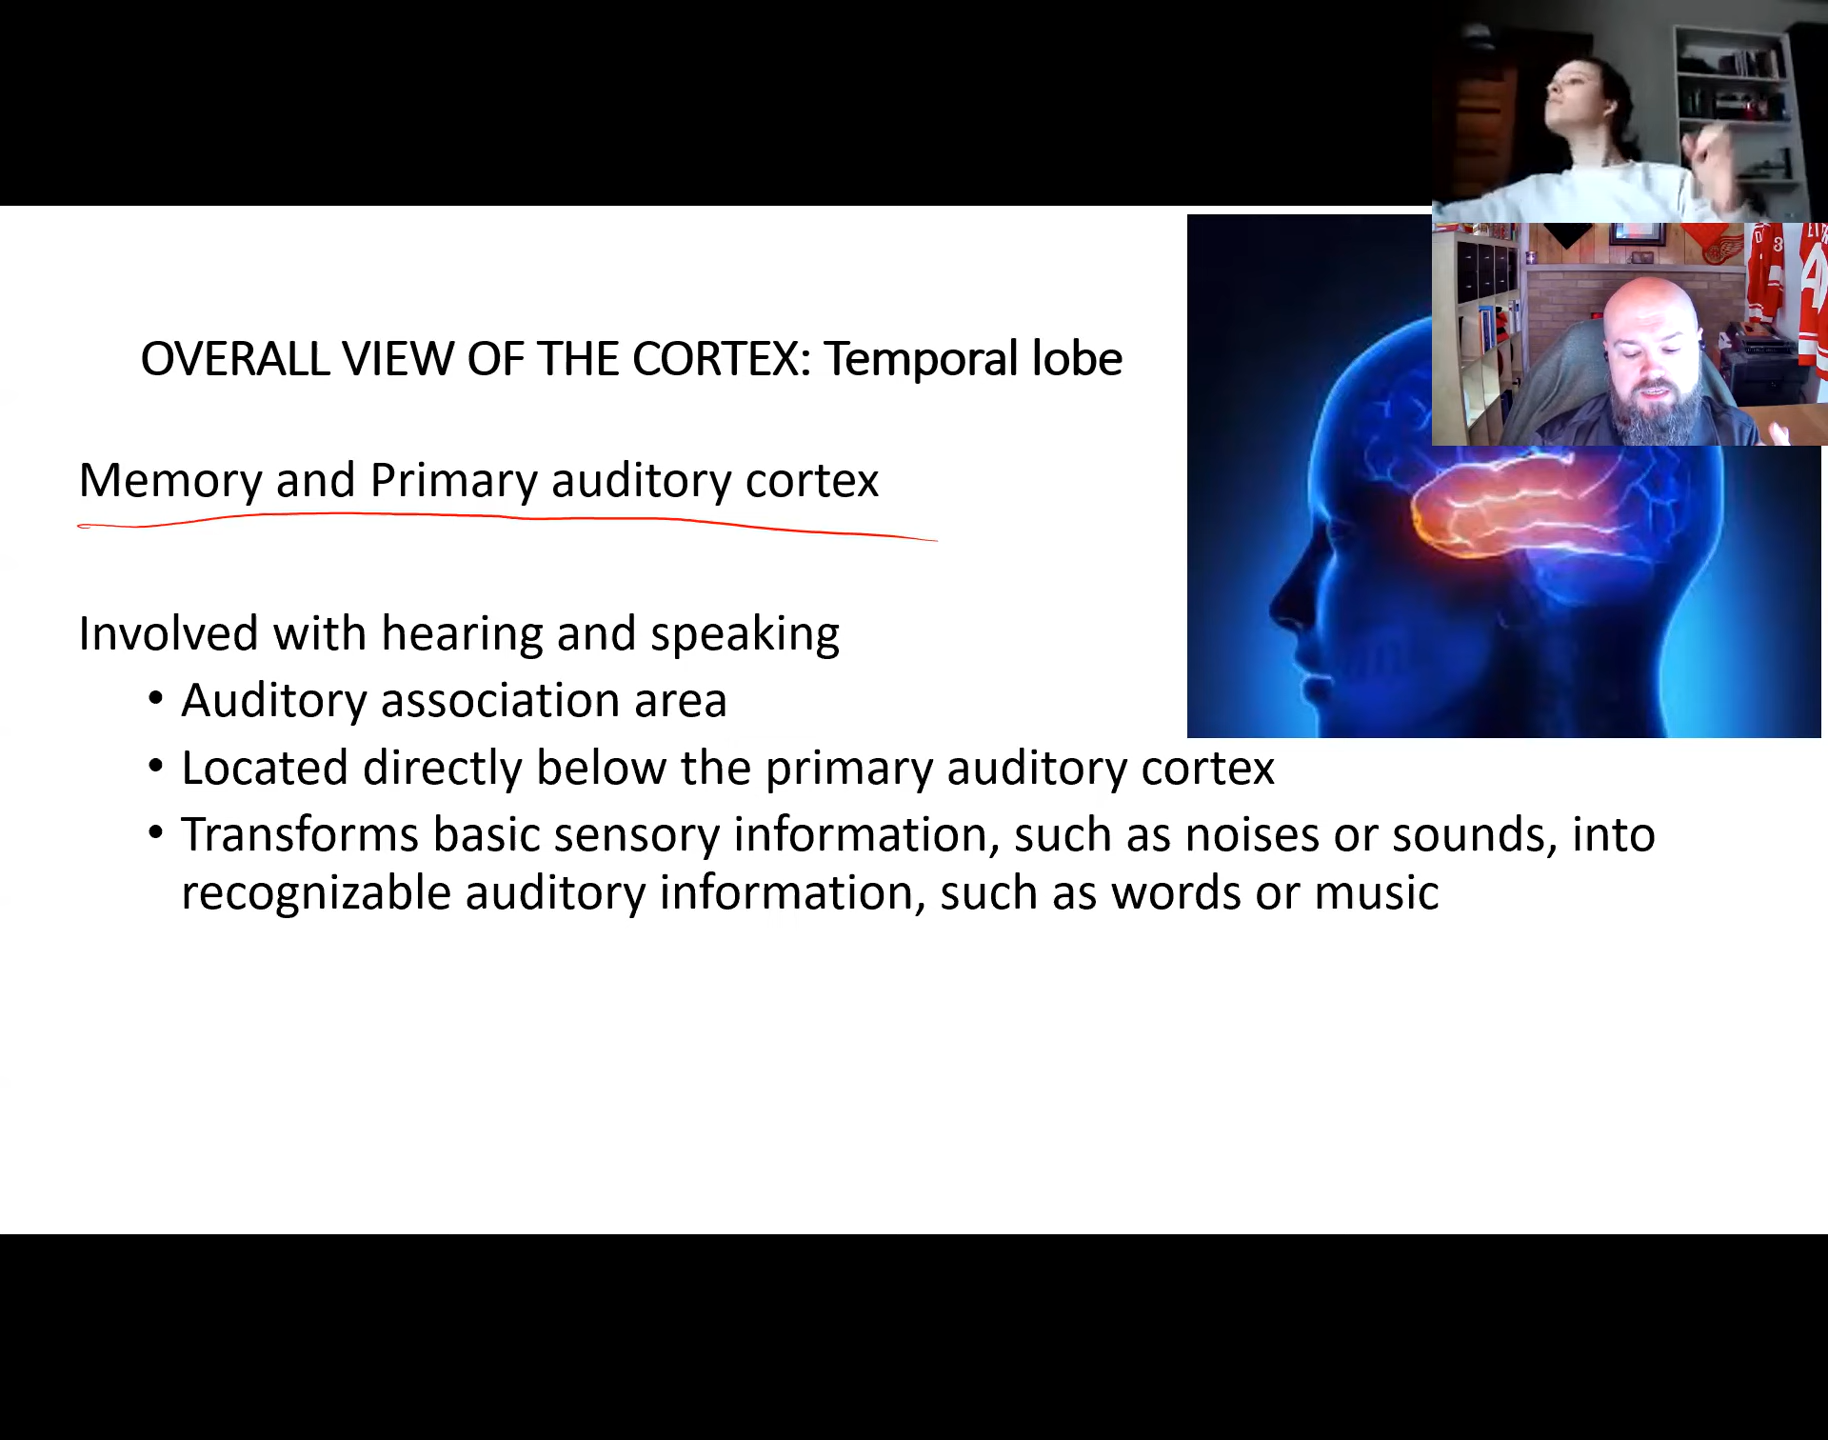 OVERALL VIEW OF THE CORTEX: Temporal lobe
Memory and Primary auditory cortex
Involved with hearing and speaking
• Auditory association area
• Located directly below the primary auditory cortex
• Transforms basic sensory information, such as noises or sounds, into
recognizable auditory information, such as words or music